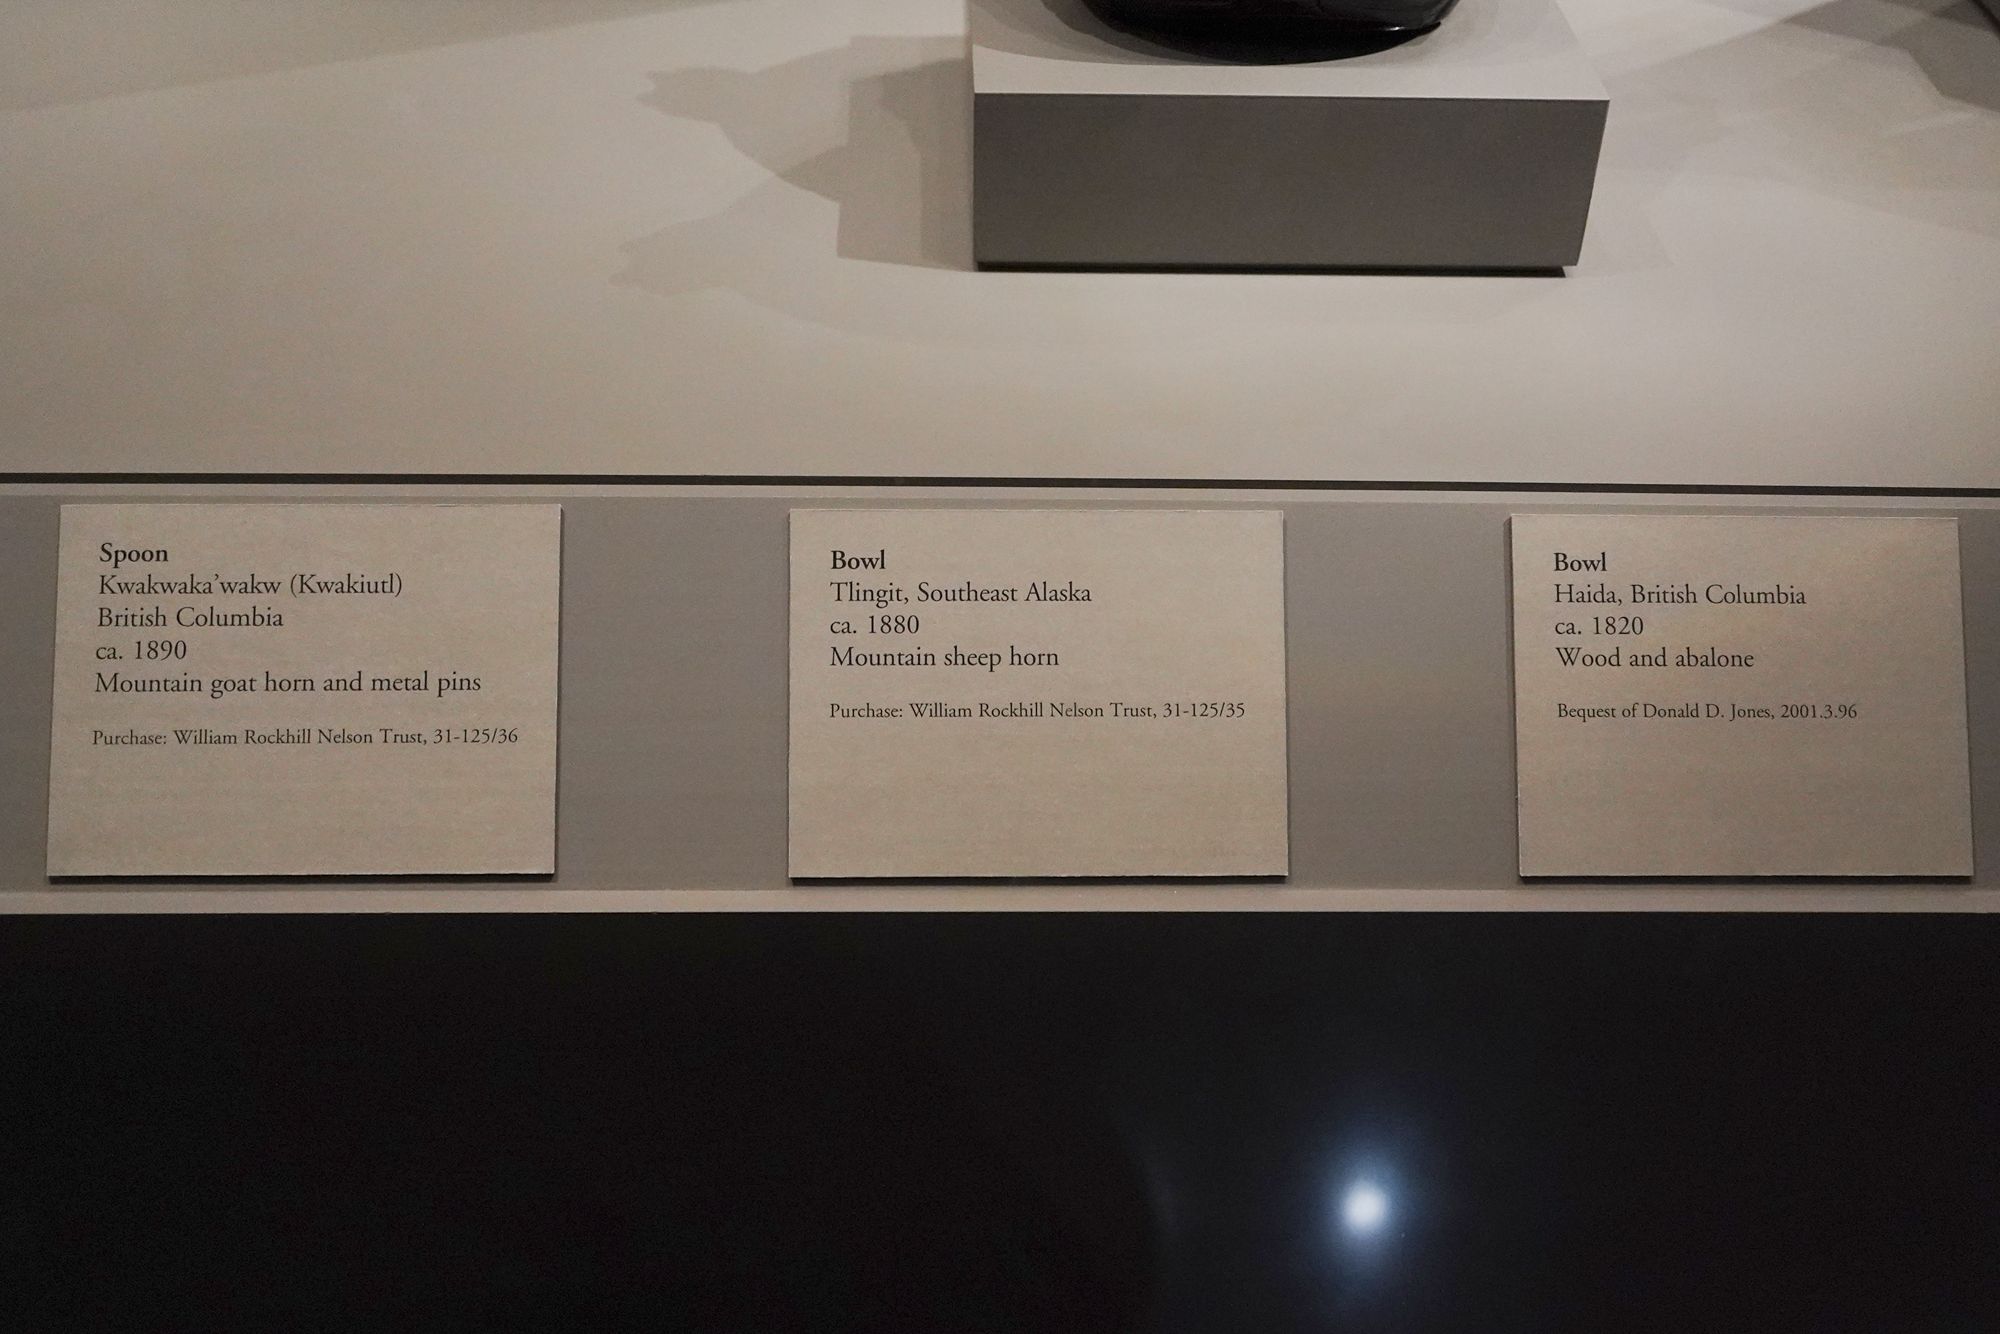 Spoon
Kwakwaka’wakw (Kwakiutl)
British Columbia
ca. 1890
Mountain goat horn and metal pins
Purchase: William Rockhill Nelson Trust, 31-125/36
Bowl
Tlingit, Southeast Alaska
ca. 1880
Mountain sheep horn
Purchase: William Rockhill Nelson Trust, 31-125/35
Bowl
Haida, British Columbia
ca. 1820
Wood and abalone
Bequest of Donald D. Jones, 2001.3.96